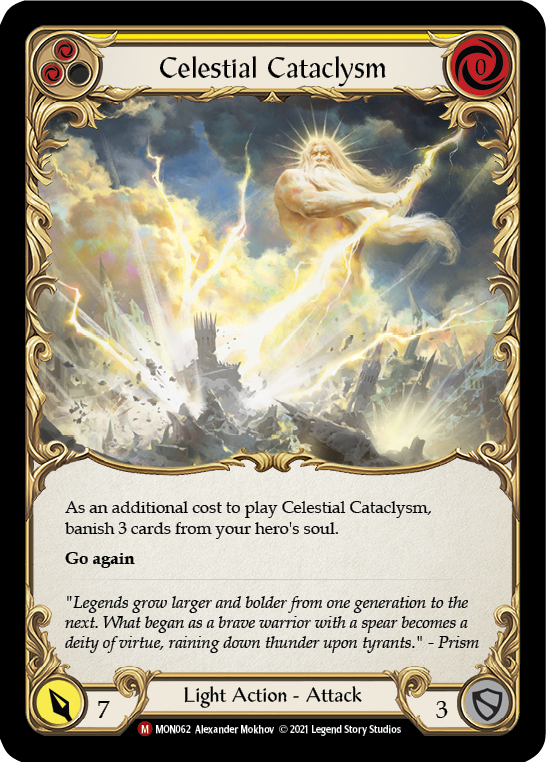 Celestial Cataclysm
0
As an additional cost to play Celestial Cataclysm,
banish 3 cards from your hero's soul.
Go again
"Legends grow larger and bolder from one generation to the
next. What began as a brave warrior with a spear becomes a
deity of virtue, raining down thunder upon tyrants." - Prism
7
Light Action - Attack
3
M MON062 Alexander Mokhov © 2021 Legend Story Studios